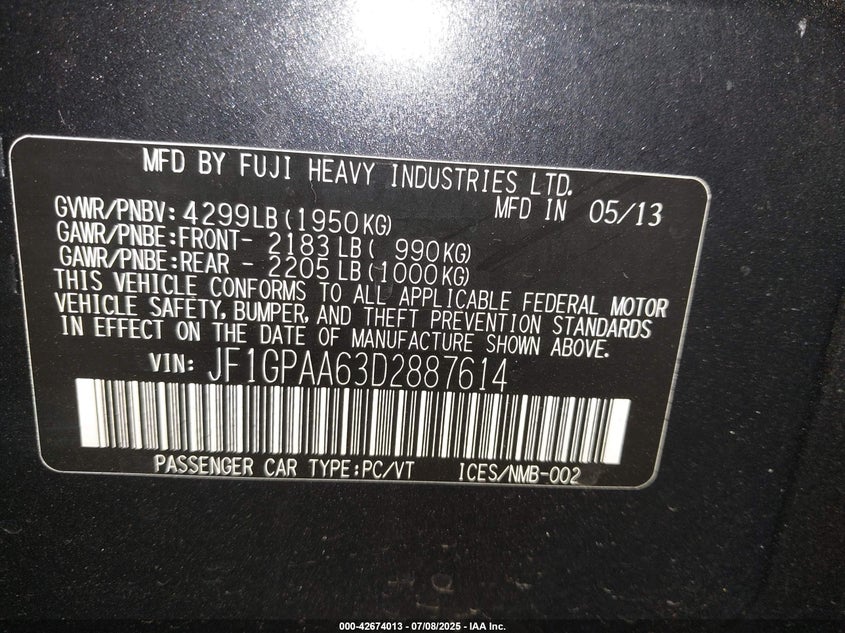 MFD BY FUJI HEAVY INDUSTRIES LTD.
MFD IN 05/13
GVWR/PNBV: 4299LB (1950KG)
GAWR/PNBE:FRONT- 2183 LB ( 990KG)
GAWR/PNBE:REAR - 2205 LB (1000KG)
THIS VEHICLE CONFORMS TO ALL APPLICABLE FEDERAL MOTOR
VEHICLE SAFETY, BUMPER, AND THEFT PREVENTION STANDARDS
IN EFFECT ON THE DATE OF MANUFACTURE SHOWN ABOVE.
VIN: JF1GPAA63D2887614
PASSENGER CAR TYPE:PC/VT ICES/NMB-002
000-42674013 - 07/08/2025 - IAA Inc.